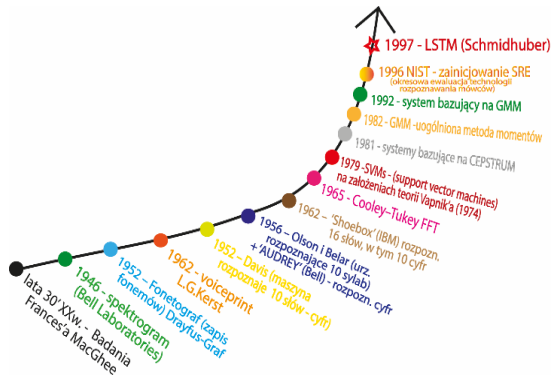 1997 - LSTM (Schmidhuber)
1996 NIST - zainicjowanie SRE
(okresowa ewaluacja technologii
rozpoznawania mówców)
1992 - system bazujący na GMM
1982 - GMM -uogólniona metoda momentów
1981 - systemy bazujące na CEPSTRUM
1979 -SVMs - (support vector machines)
na założeniach teorii Vapnik'a (1974)
1965 - Cooley–Tukey FFT
1962 – 'Shoebox' (IBM) rozpozn.
16 słów, w tym 10 cyfr
1956 – Olson i Belar (urz.
rozpoznające 10 sylab)
+ 'AUDREY' (Bell) - rozpozn. cyfr
1952 – Davis (maszyna
rozpoznaje 10 słów - cyfr)
1962 - voiceprint
L.G.Kerst
1952 – Fonetograf (zapis
fonemów) Drayfus-Graf
1946 - spektrogram
(Bell Laboratories)
lata 30' XXw. - Badania
Frances'a MacGhee